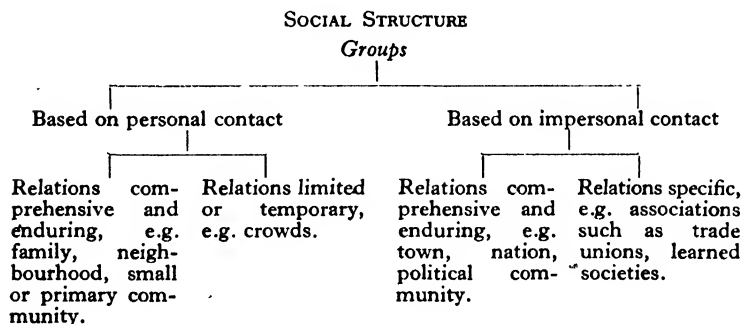 SOCIAL STRUCTURE
Groups
Based on personal contact
Based on impersonal contact
Relations com-
prehensive and
enduring, e.g.
family, neigh-
bourhood, small
or primary com-
munity.
Relations limited
or temporary,
e.g. crowds.
Relations com-
prehensive and
enduring, e.g.
town, nation,
political com-
munity.
Relations specific,
e.g. associations
such as trade
unions, learned
societies.